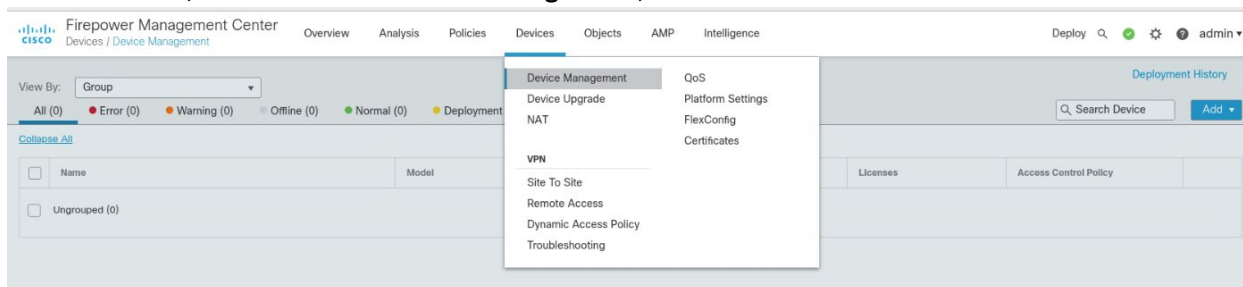 Firepower Management Center
CISCO Devices / Device Management
Overview Analysis Policies Devices Objects AMP Intelligence Deploy admin
Device Management QoS
Deployment History
View By: Group
Device Upgrade Platform Settings
All (0) Error (0) Warning (0) Offline (0) Normal (0) Deployment
NAT FlexConfig
Search Device Add
Certificates
Collapse All
VPN
Name Model Licenses Access Control Policy
Site To Site
Remote Access
Ungrouped (0)
Dynamic Access Policy
Troubleshooting